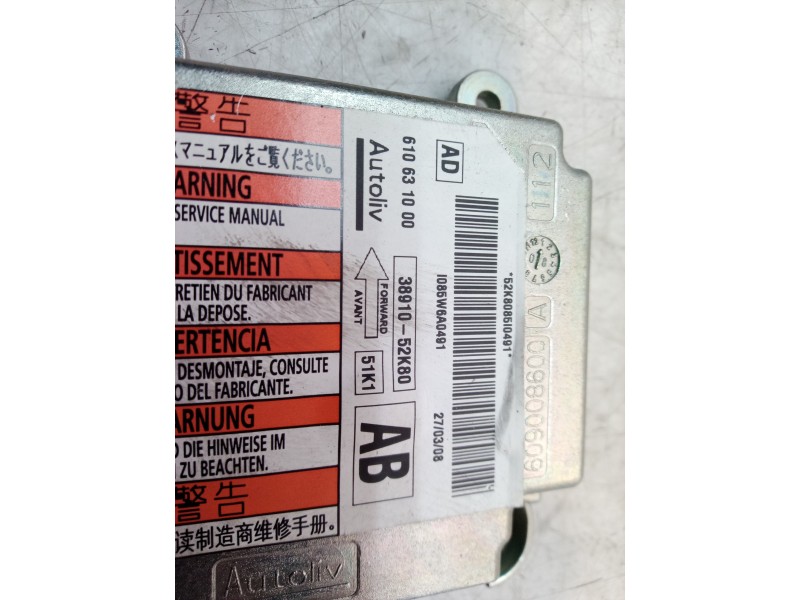 警告
マニュアルをご覧ください。
ARNING
SERVICE MANUAL
TISSEMENT
RETIEN DU FABRICANT
LA DEPOSE.
ERTENCIA
DESMONTAJE, CONSULTE
O DEL FABRICANTE.
ARNUNG
D DIE HINWEISE IM
ZU BEACHTEN.
警告
读制造商维修手册.
Autoliv
AD
610 63 10 00
Autoliv
FORWARD
AVANT
38910-52K80
51K1
AB
I085W6A0491
27/03/08
*52K8085I0491*
112
A
609008600